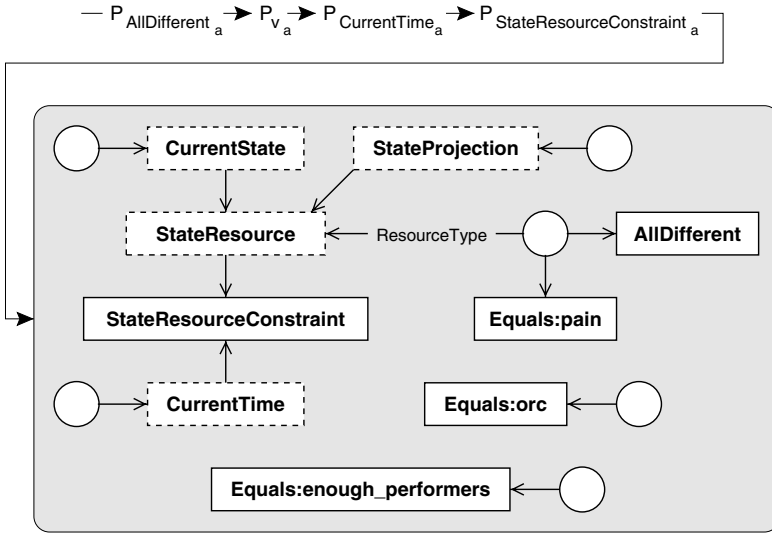 P AllDifferent a P v a P CurrentTime a P StateResourceConstraint a
CurrentState StateProjection
StateResource ResourceType AllDifferent
StateResourceConstraint Equals:pain
CurrentTime Equals:orc
Equals:enough_performers